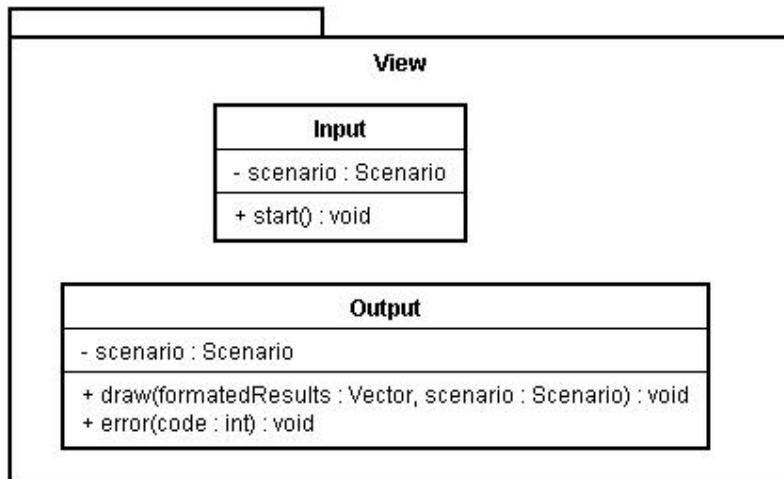 View
Input
- scenario : Scenario
+ start() : void
Output
- scenario : Scenario
+ draw(formatedResults : Vector, scenario : Scenario) : void
+ error(code : int) : void